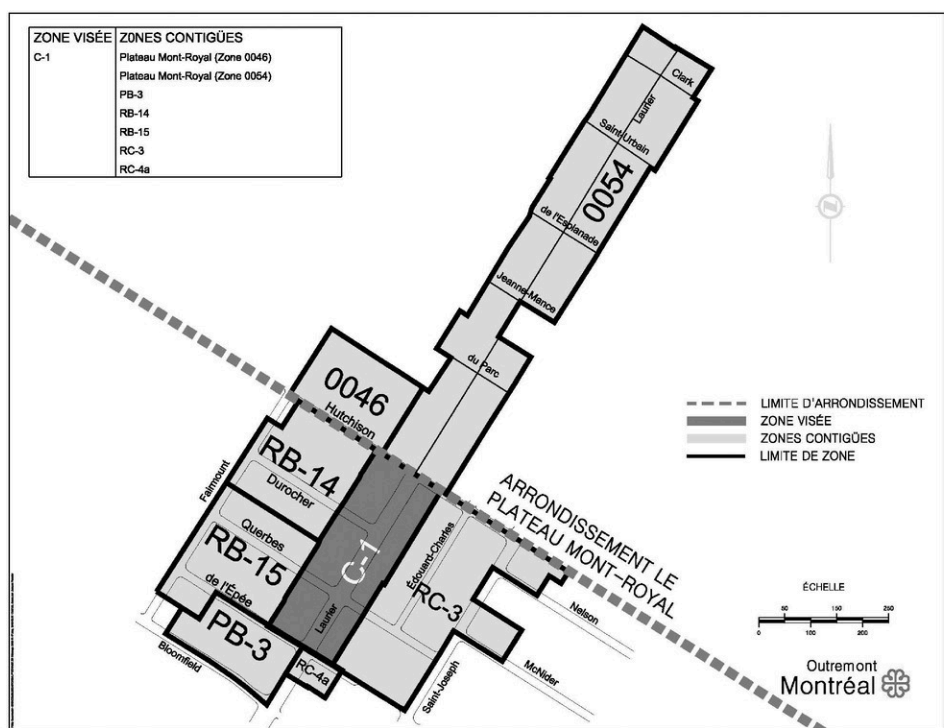 ZONE VISÉE ZONES CONTIGÜES
C-1 Plateau Mont-Royal (Zone 0046)
Plateau Mont-Royal (Zone 0054)
PB-3
RB-14
RB-15
RC-3
RC-4a
Clark
Laurier
Saint-Urbain
0054
de l'Esplanade
Jeanne-Mance
du Parc
0046
Hutchison
LIMITE D'ARRONDISSEMENT
ZONE VISÉE
ZONES CONTIGÜES
LIMITE DE ZONE
RB-14
Fairmount
Durocher
ARRONDISSEMENT LE
PLATEAU MONT-ROYAL
Querbes
C-1
Édouard-Charles
RB-15
de l'Épée
RC-3
Laurier
Nelson
PB-3
Bloomfield
RC-4a
Saint-Joseph
McNider
ÉCHELLE
50 150 250
0 100 200
Outremont
Montréal